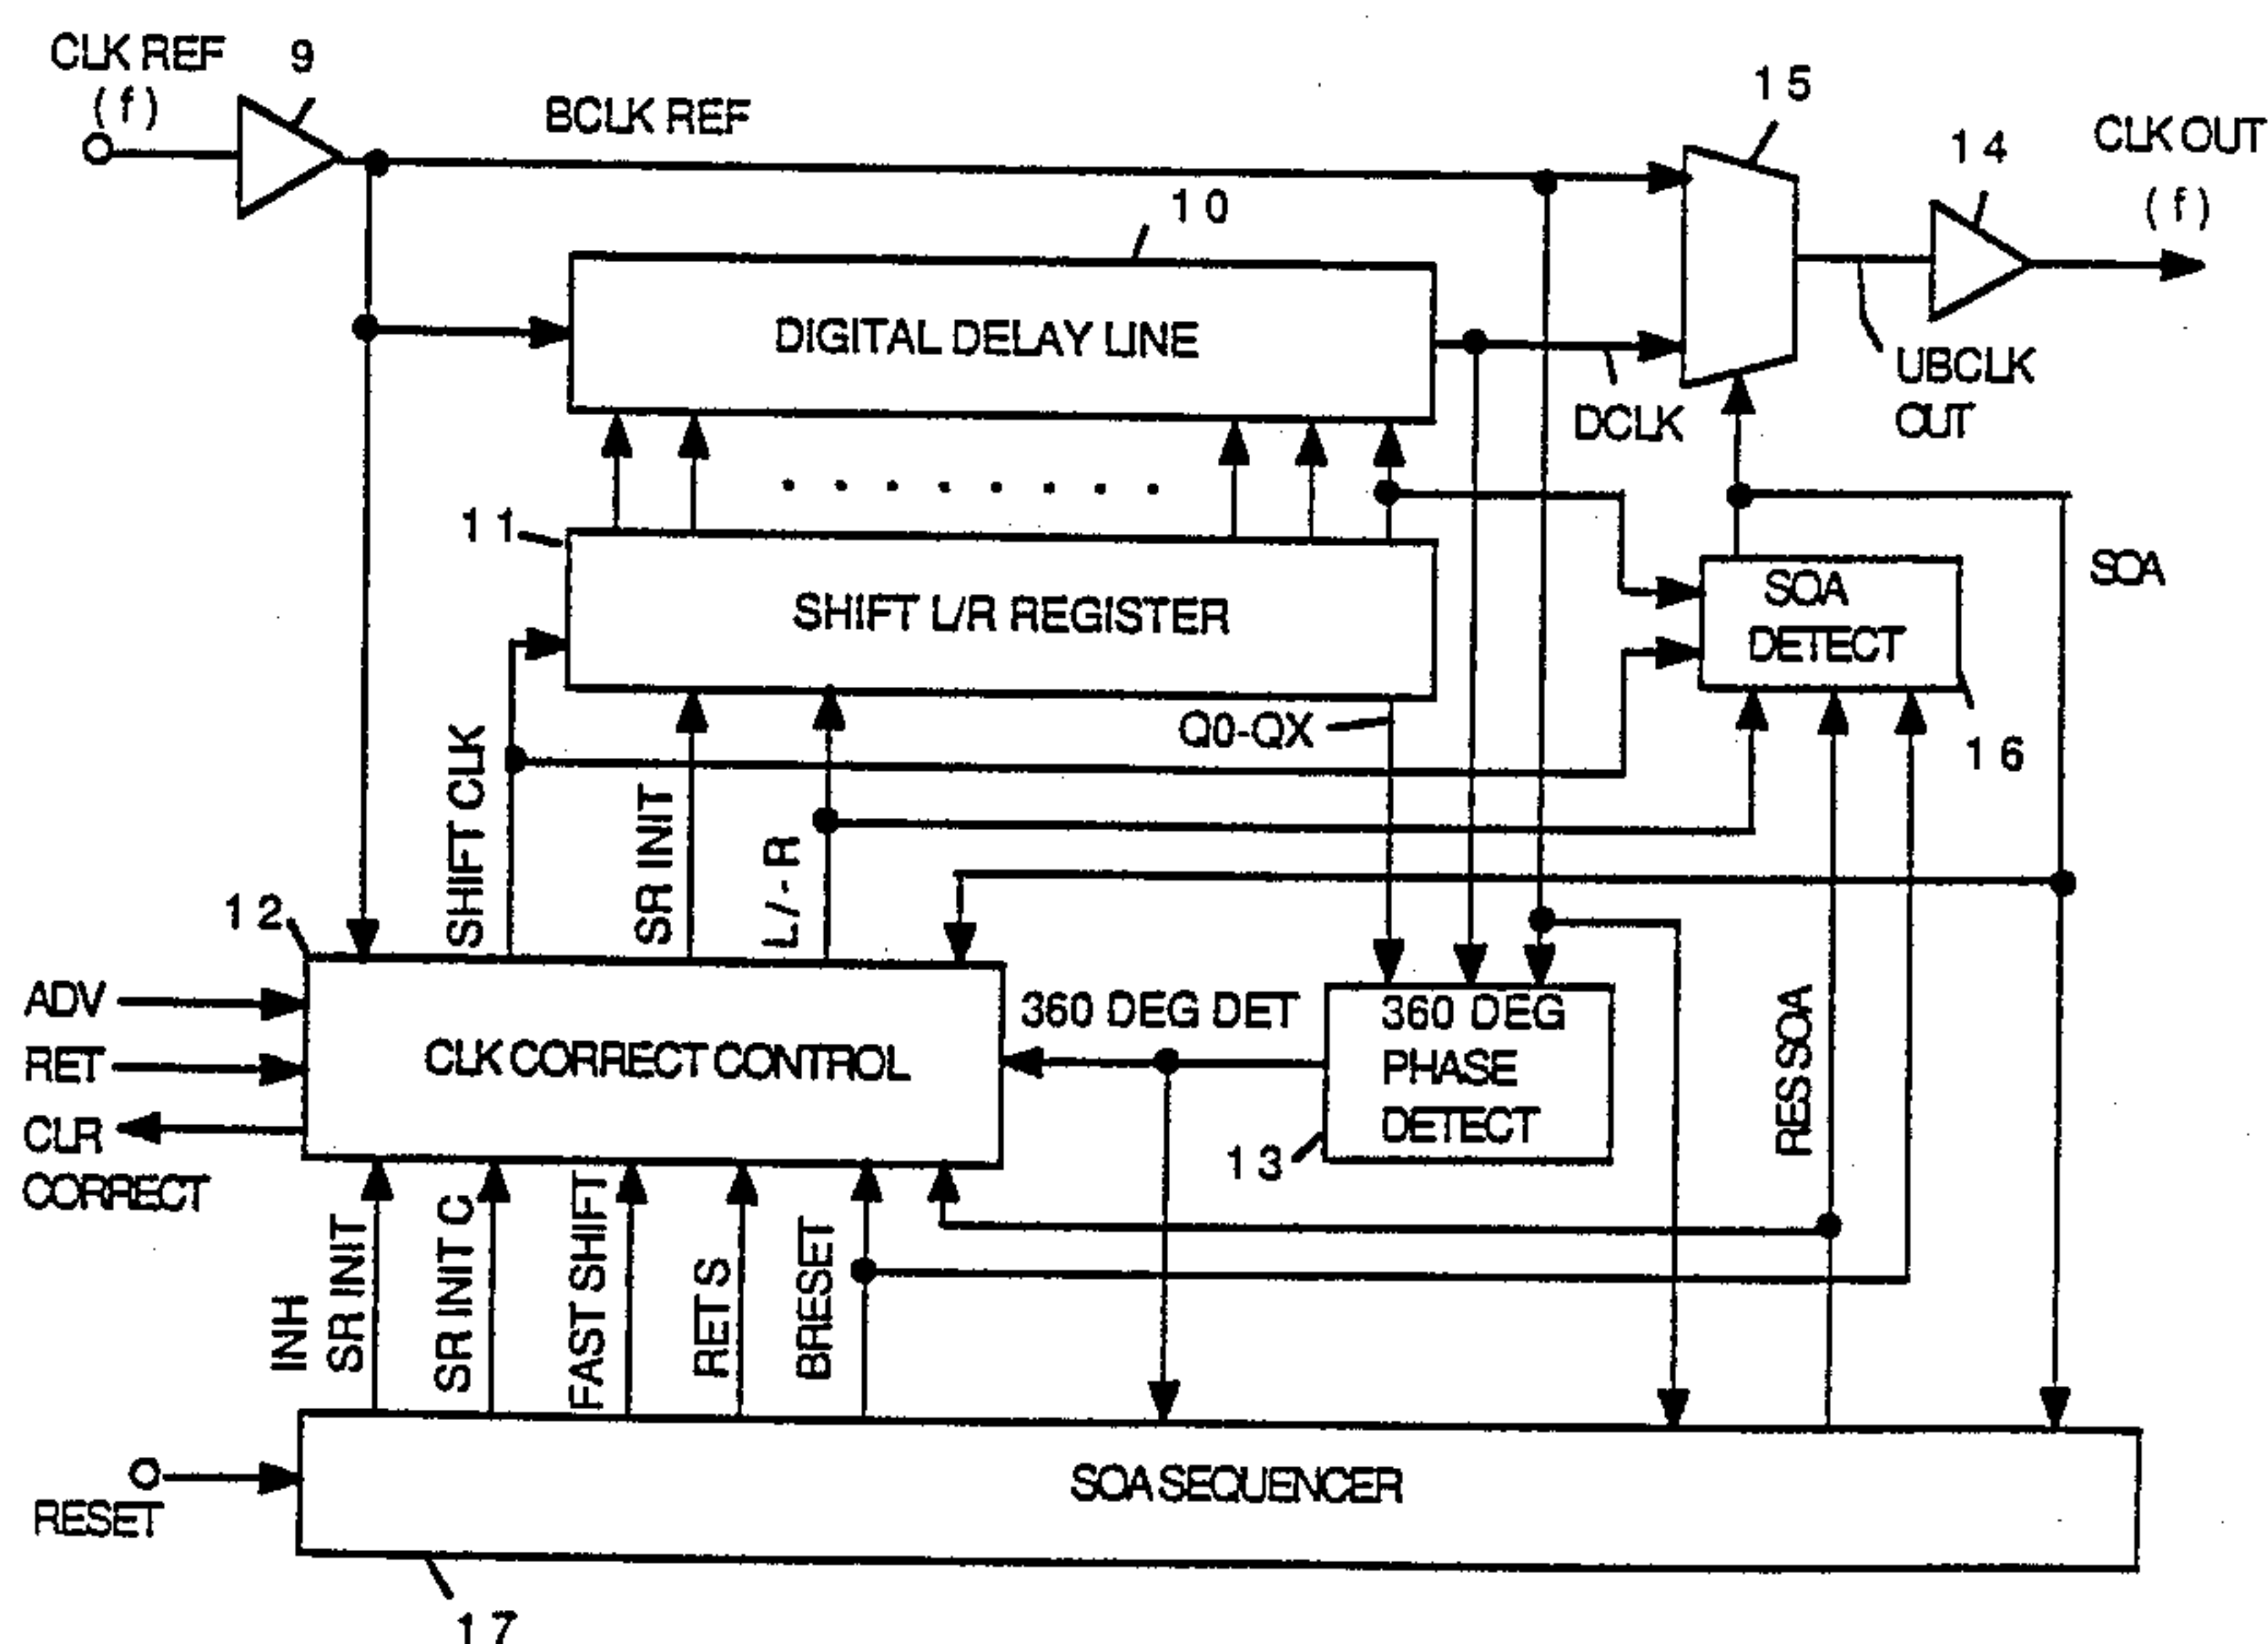 CLK REF
( f )
9
BCLK REF
15
14
CLK OUT
( f )
10
DIGITAL DELAY LINE
UBCLK
OUT
DCLK
11
SHIFT L/R REGISTER
SOA
DETECT
SOA
Q0-QX
16
SHIFT CLK
SR INIT
L/-R
12
ADV
RET
CLR
CORRECT
CLK CORRECT CONTROL
360 DEG DET
360 DEG
PHASE
DETECT
13
RES SOA
INH
SR INIT
SR INIT C
FAST SHIFT
RET S
BRESET
RESET
SOA SEQUENCER
17